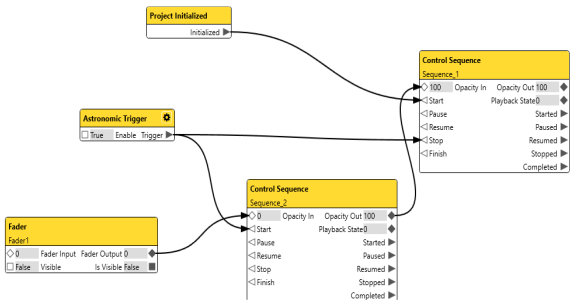 Project Initialized
Initialized
Control Sequence
Sequence_1
100 Opacity In Opacity Out 100
Start Playback State 0
Pause Started
Resume Paused
Stop Resumed
Finish Stopped
Completed
Astronomic Trigger
True Enable Trigger
Control Sequence
Sequence_2
0 Opacity In Opacity Out 100
Start Playback State 0
Pause Started
Resume Paused
Stop Resumed
Finish Stopped
Completed
Fader
Fader1
0 Fader Input Fader Output 0
False Visible Is Visible False